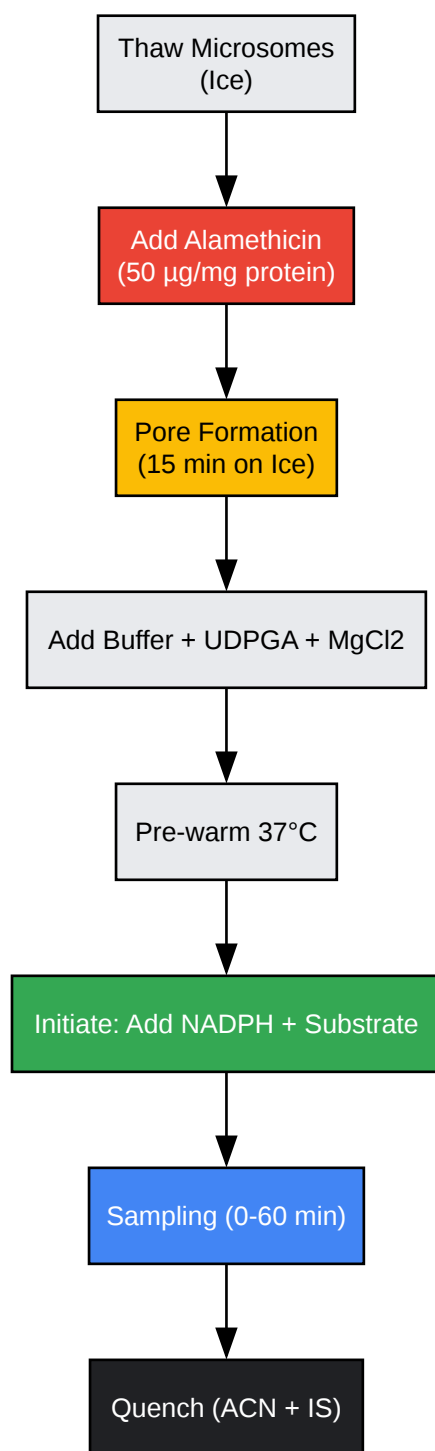 Thaw Microsomes
(Ice)
Add Alamethicin
(50 µg/mg protein)
Pore Formation
(15 min on Ice)
Add Buffer + UDPGA + MgCl2
Pre-warm 37°C
Initiate: Add NADPH + Substrate
Sampling (0-60 min)
Quench (ACN + IS)